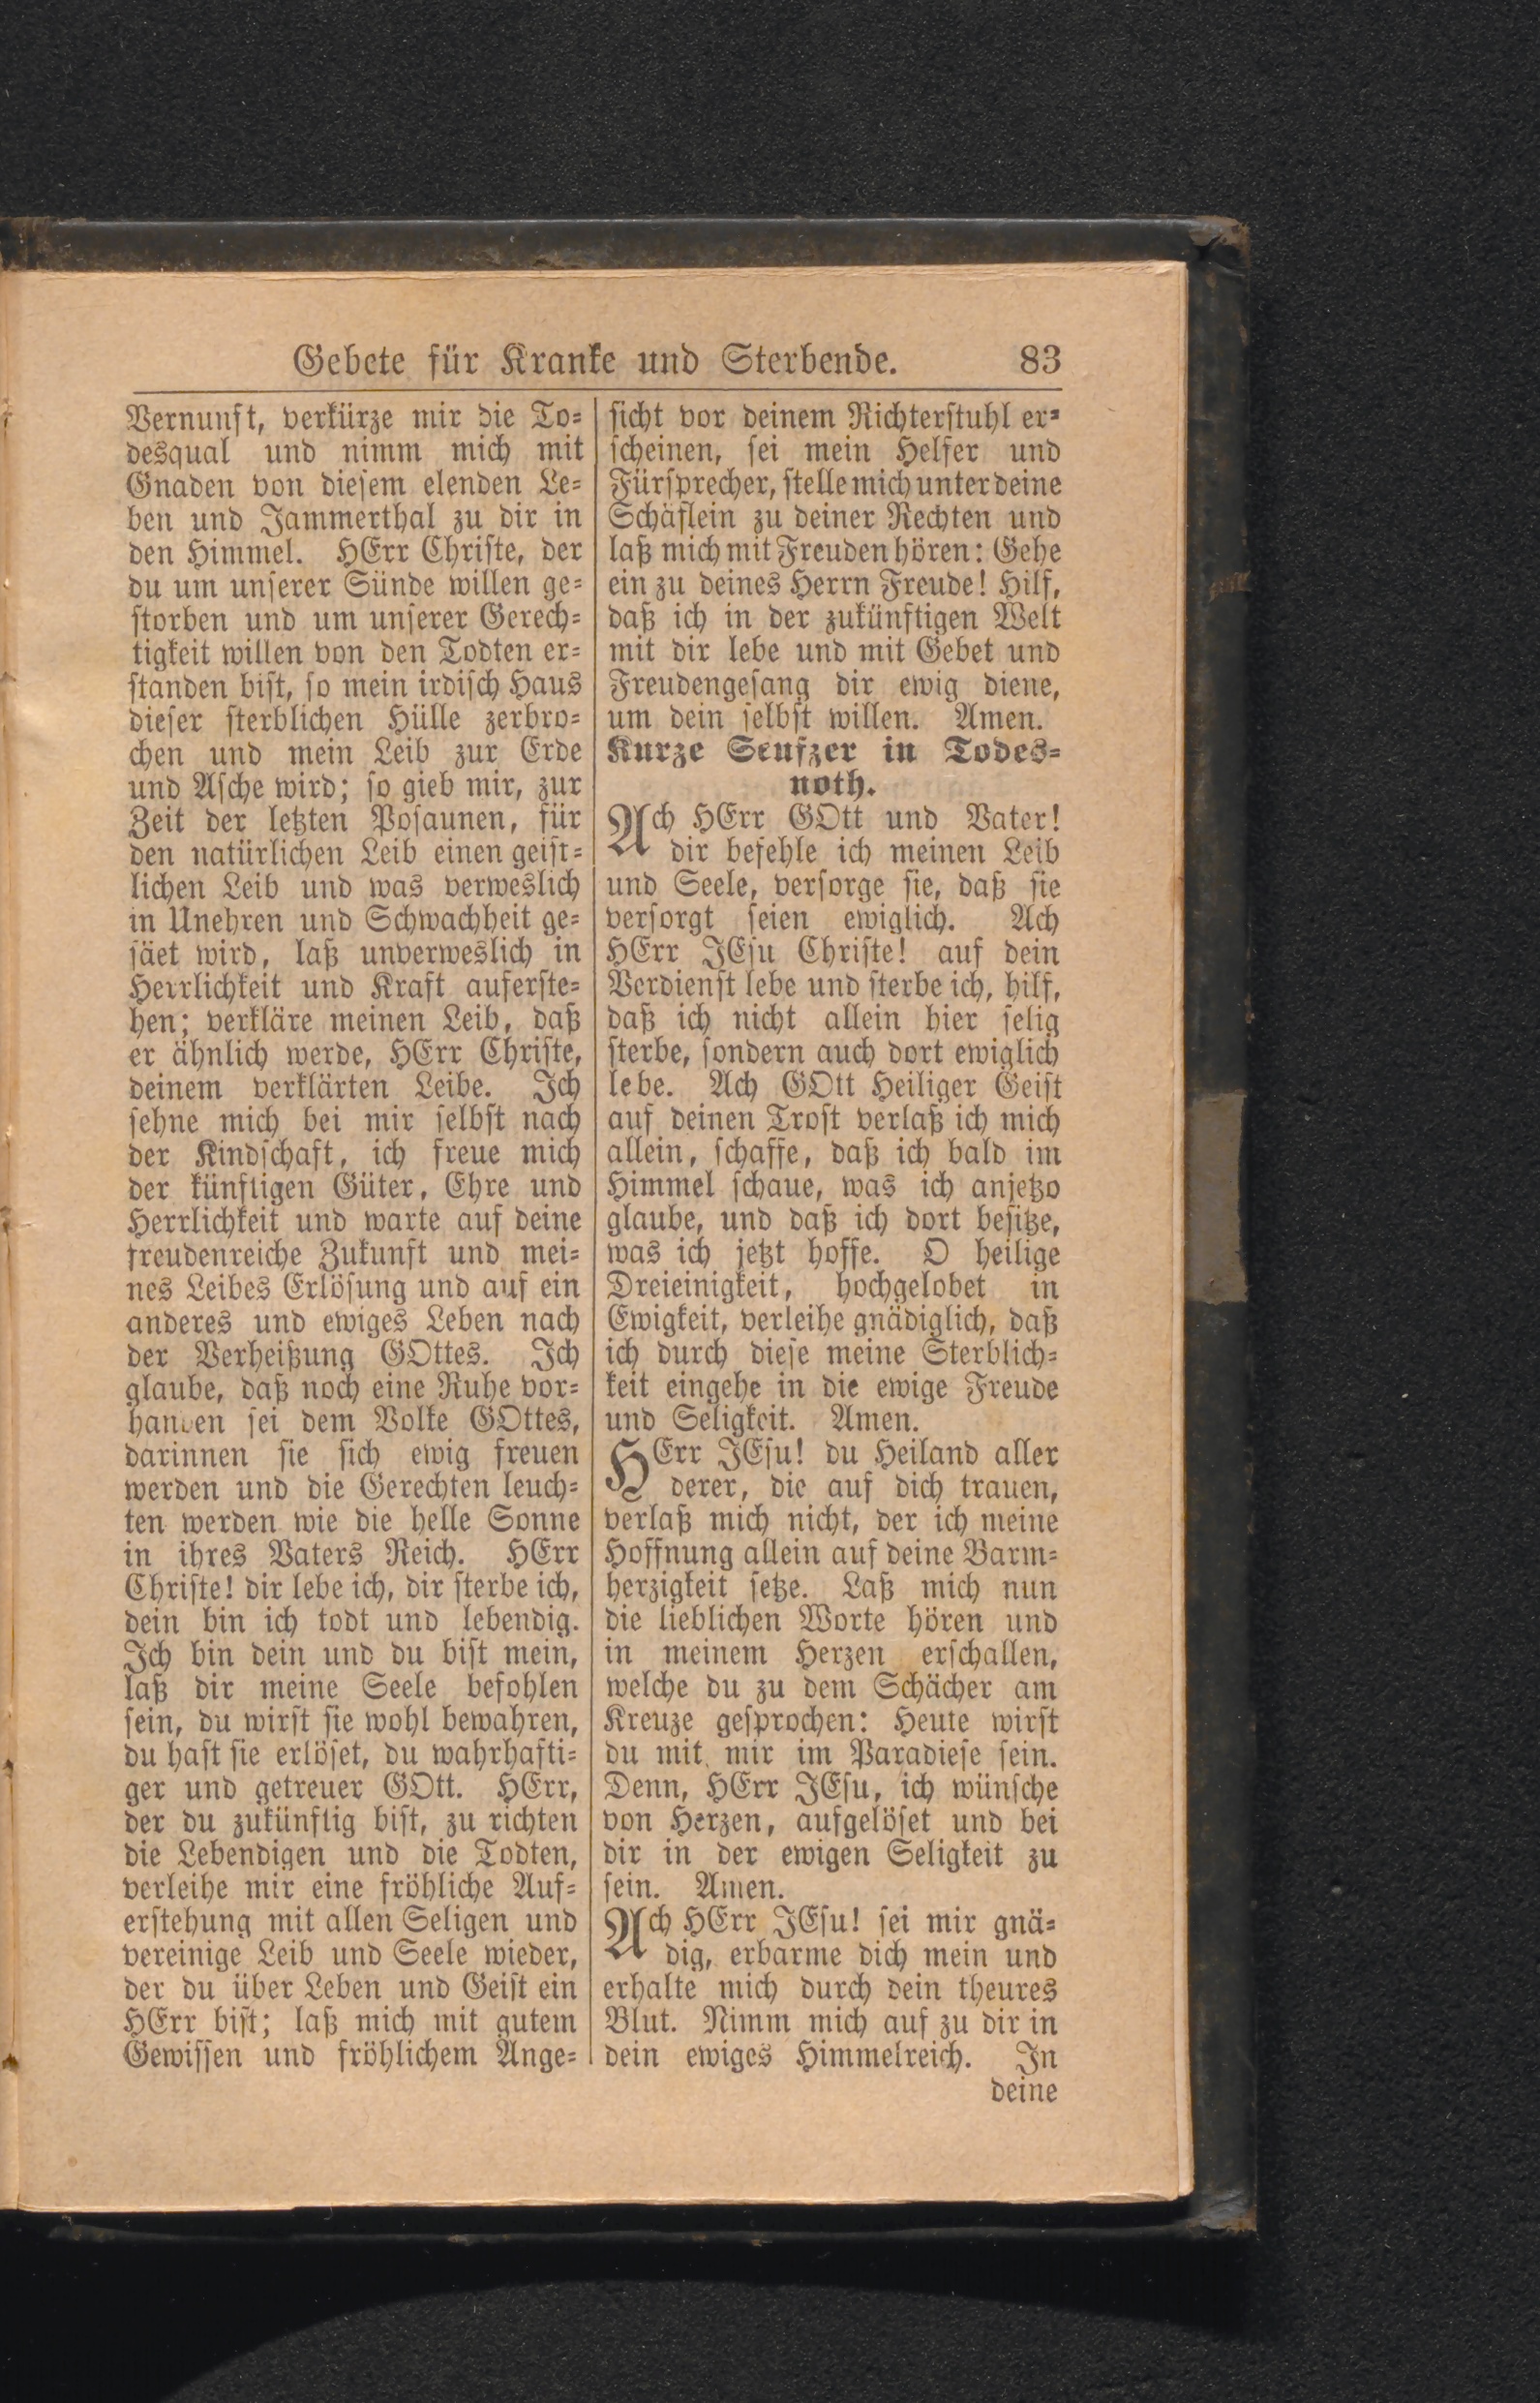 Gebete für Kranke und Sterbende. 83
Vernunft, verkürze mir die To-
desqual und nimm mich mit
Gnaden von diesem elenden Le-
ben und Jammerthal zu dir in
den Himmel. HErr Christe, der
du um unserer Sünde willen ge-
storben und um unserer Gerech-
tigkeit willen von den Todten er-
standen bist, so mein irdisch Haus
dieser sterblichen Hülle zerbro-
chen und mein Leib zur Erde
und Asche wird; so gieb mir, zur
Zeit der letzten Posaunen, für
den natürlichen Leib einen geist-
lichen Leib und was verweslich
in Unehren und Schwachheit ge-
säet wird, laß unverweslich in
Herrlichkeit und Kraft auferste-
hen; verkläre meinen Leib, daß
er ähnlich werde, HErr Christe,
deinem verklärten Leibe. Ich
sehne mich bei mir selbst nach
der Kindschaft, ich freue mich
der künftigen Güter, Ehre und
Herrlichkeit und warte auf deine
freudenreiche Zukunft und mei-
nes Leibes Erlösung und auf ein
anderes und ewiges Leben nach
der Verheißung GOttes. Ich
glaube, daß noch eine Ruhe vor-
handen sei dem Volke GOttes,
darinnen sie sich ewig freuen
werden und die Gerechten leuch-
ten werden wie die helle Sonne
in ihres Vaters Reich. HErr
Christe! dir lebe ich, dir sterbe ich,
dein bin ich todt und lebendig.
Ich bin dein und du bist mein,
laß dir meine Seele befohlen
sein, du wirst sie wohl bewahren,
du hast sie erlöset, du wahrhafti-
ger und getreuer GOtt. HErr,
der du zukünftig bist, zu richten
die Lebendigen und die Todten,
verleihe mir eine fröhliche Auf-
erstehung mit allen Seligen und
vereinige Leib und Seele wieder,
der du über Leben und Geist ein
HErr bist; laß mich mit gutem
Gewissen und fröhlichem Ange-
sicht vor deinem Richterstuhl er-
scheinen, sei mein Helfer und
Fürsprecher, stelle mich unter deine
Schäflein zu deiner Rechten und
laß mich mit Freuden hören: Gehe
ein zu deines Herrn Freude! Hilf,
daß ich in der zukünftigen Welt
mit dir lebe und mit Gebet und
Freudengesang dir ewig diene,
um dein selbst willen. Amen.
Kurze Seufzer in Todes-
noth.
Ach HErr GOtt und Vater!
dir befehle ich meinen Leib
und Seele, versorge sie, daß sie
versorgt seien ewiglich. Ach
HErr JEsu Christe! auf dein
Verdienst lebe und sterbe ich, hilf,
daß ich nicht allein hier selig
sterbe, sondern auch dort ewiglich
lebe. Ach GOtt Heiliger Geist
auf deinen Trost verlaß ich mich
allein, schaffe, daß ich bald im
Himmel schaue, was ich anjetzo
glaube, und daß ich dort besitze,
was ich jetzt hoffe. O heilige
Dreieinigkeit, hochgelobet in
Ewigkeit, verleihe gnädiglich, daß
ich durch diese meine Sterblich-
keit eingehe in die ewige Freude
und Seligkeit. Amen.
HErr JEsu! du Heiland aller
derer, die auf dich trauen,
verlaß mich nicht, der ich meine
Hoffnung allein auf deine Barm-
herzigkeit setze. Laß mich nun
die lieblichen Worte hören und
in meinem Herzen erschallen,
welche du zu dem Schächer am
Kreuze gesprochen: Heute wirst
du mit mir im Paradiese sein.
Denn, HErr JEsu, ich wünsche
von Herzen, aufgelöset und bei
dir in der ewigen Seligkeit zu
sein. Amen.
Ach HErr JEsu! sei mir gnä-
dig, erbarme dich mein und
erhalte mich durch dein theures
Blut. Nimm mich auf zu dir in
dein ewiges Himmelreich. In
deine